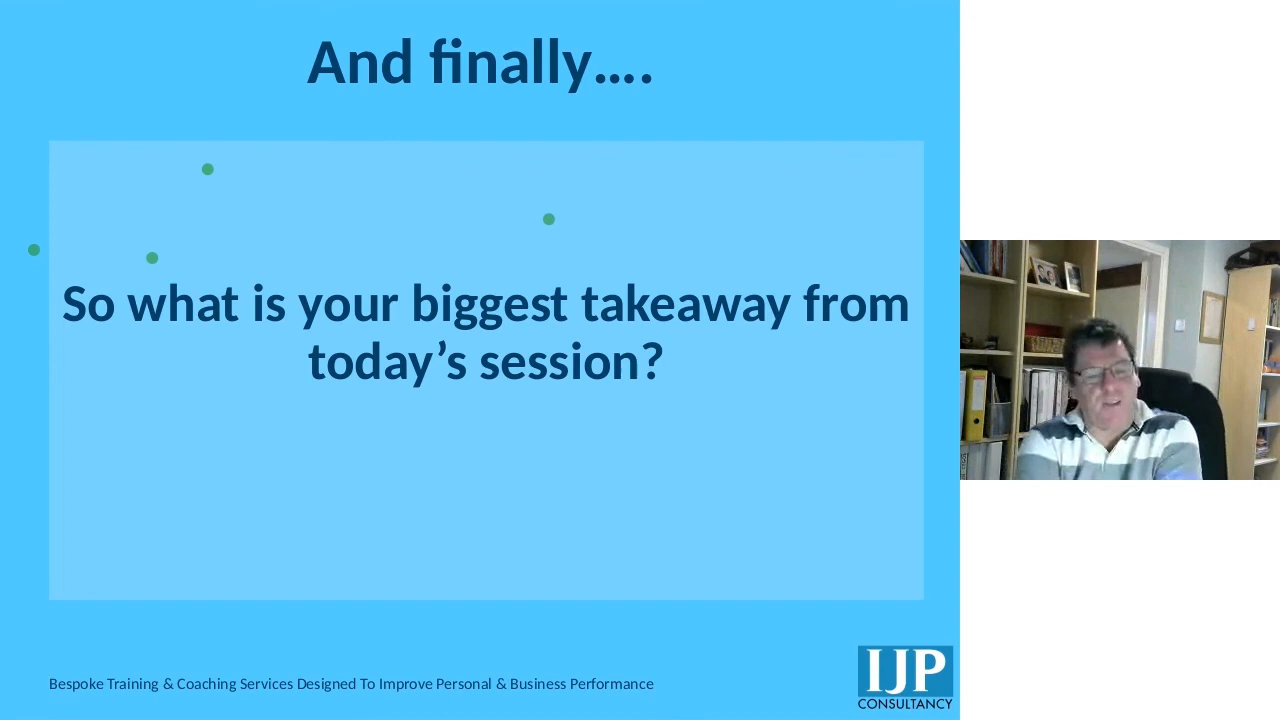 And finally….
So what is your biggest takeaway from
today’s session?
Bespoke Training & Coaching Services Designed To Improve Personal & Business Performance
IJP
CONSULTANCY